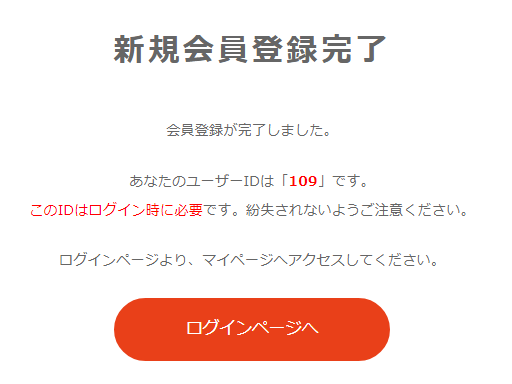 新規会員登録完了
会員登録が完了しました。
あなたのユーザーIDは「109」です。
このIDはログイン時に必要です。紛失されないようご注意ください。
ログインページより、マイページへアクセスしてください。
ログインページへ